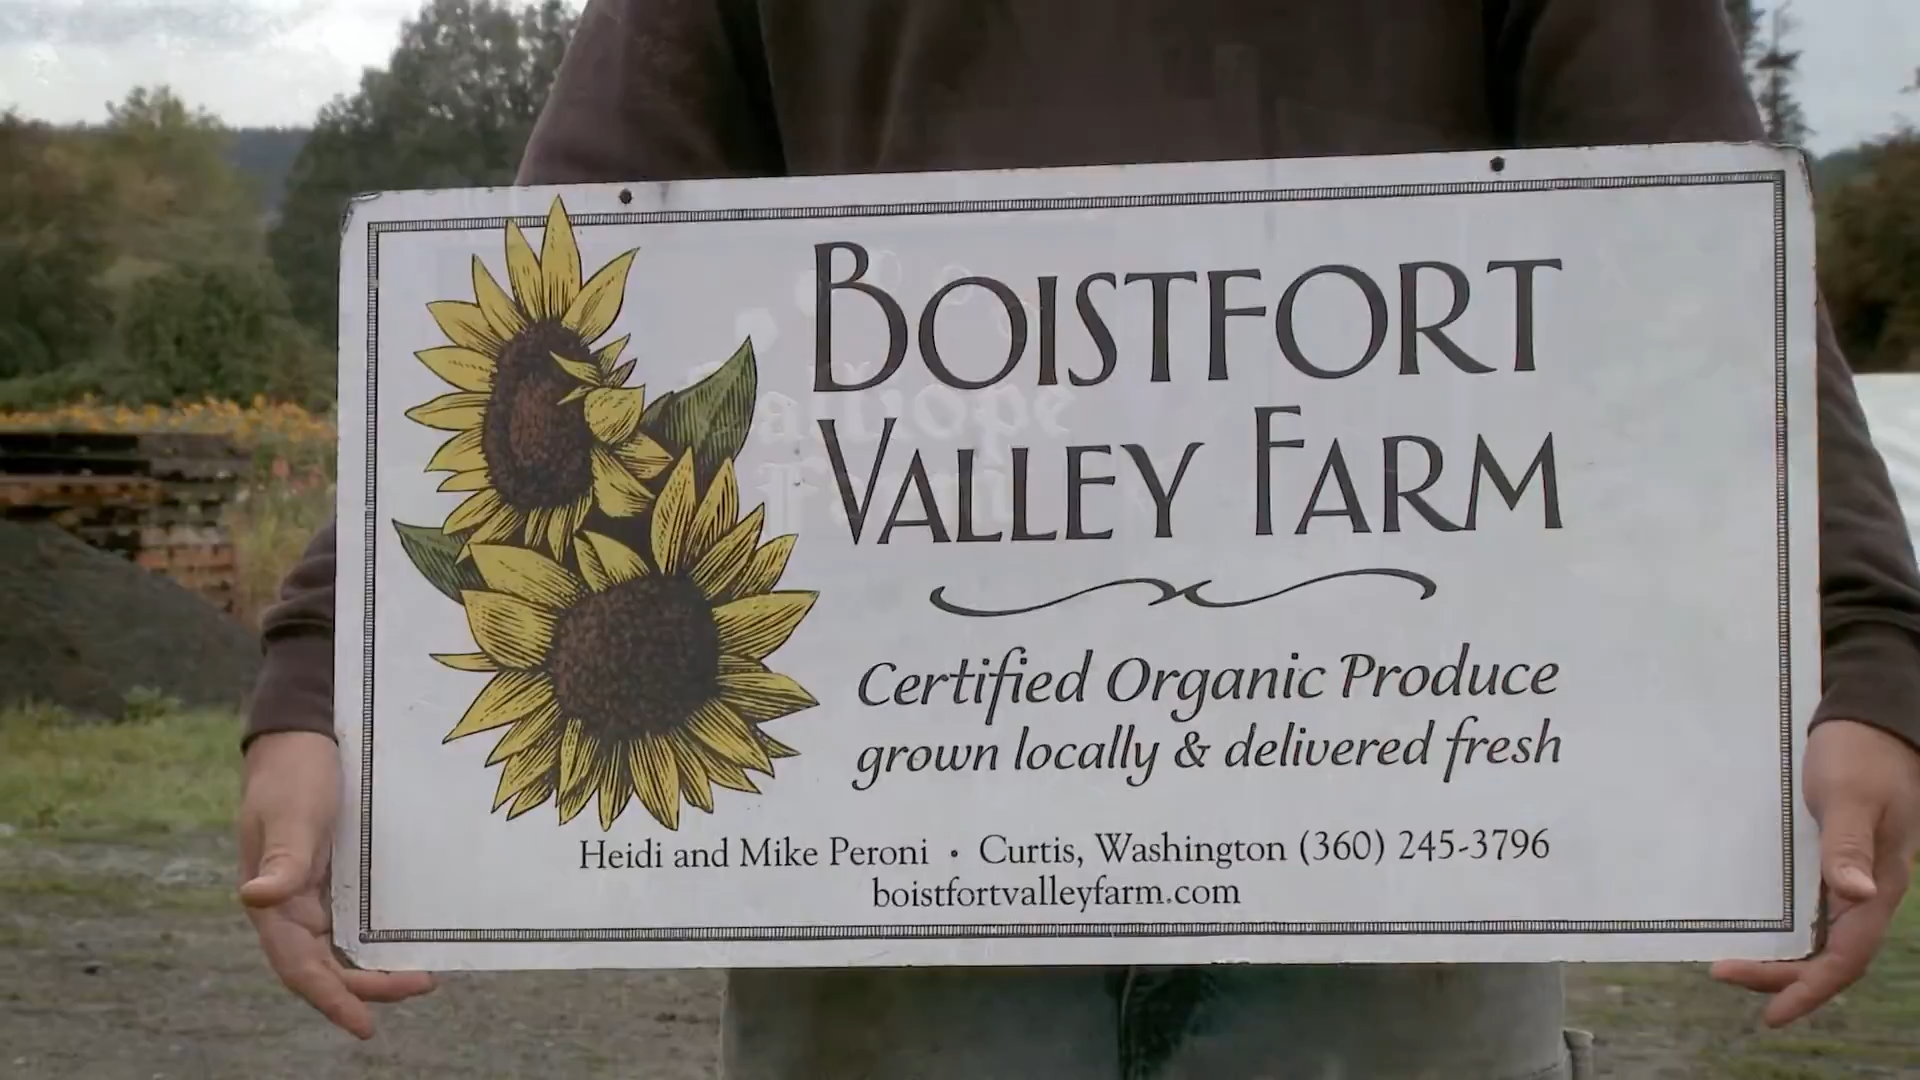 BOISTFORT
VALLEY FARM
Certified Organic Produce
grown locally & delivered fresh
Heidi and Mike Peroni • Curtis, Washington (360) 245-3796
boistfortvalleyfarm.com